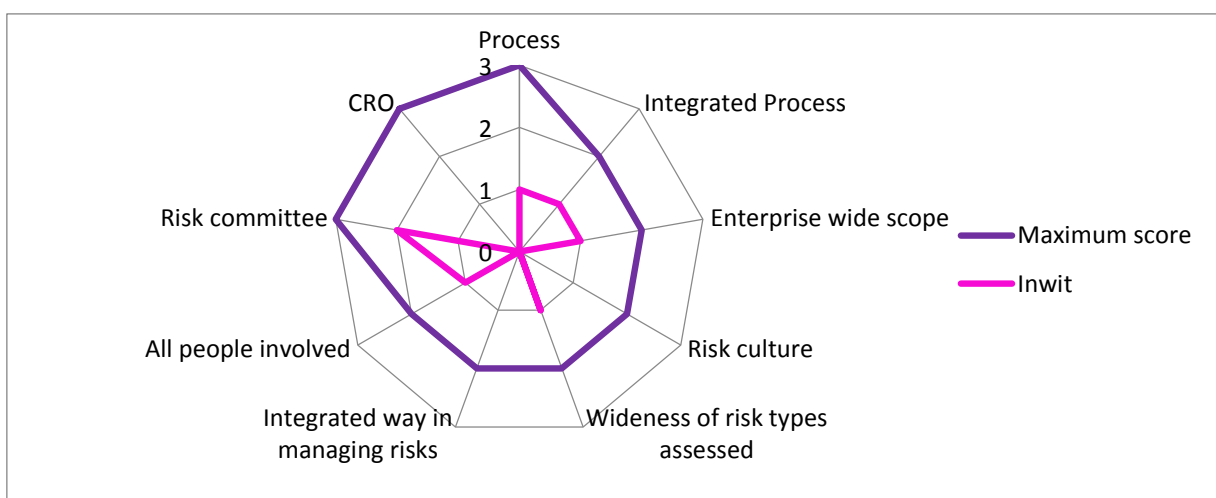 Process
3
CRO
Integrated Process
2
1
Risk committee
Enterprise wide scope
0
Maximum score
Inwit
All people involved
Risk culture
Integrated way in
managing risks
Wideness of risk types
assessed